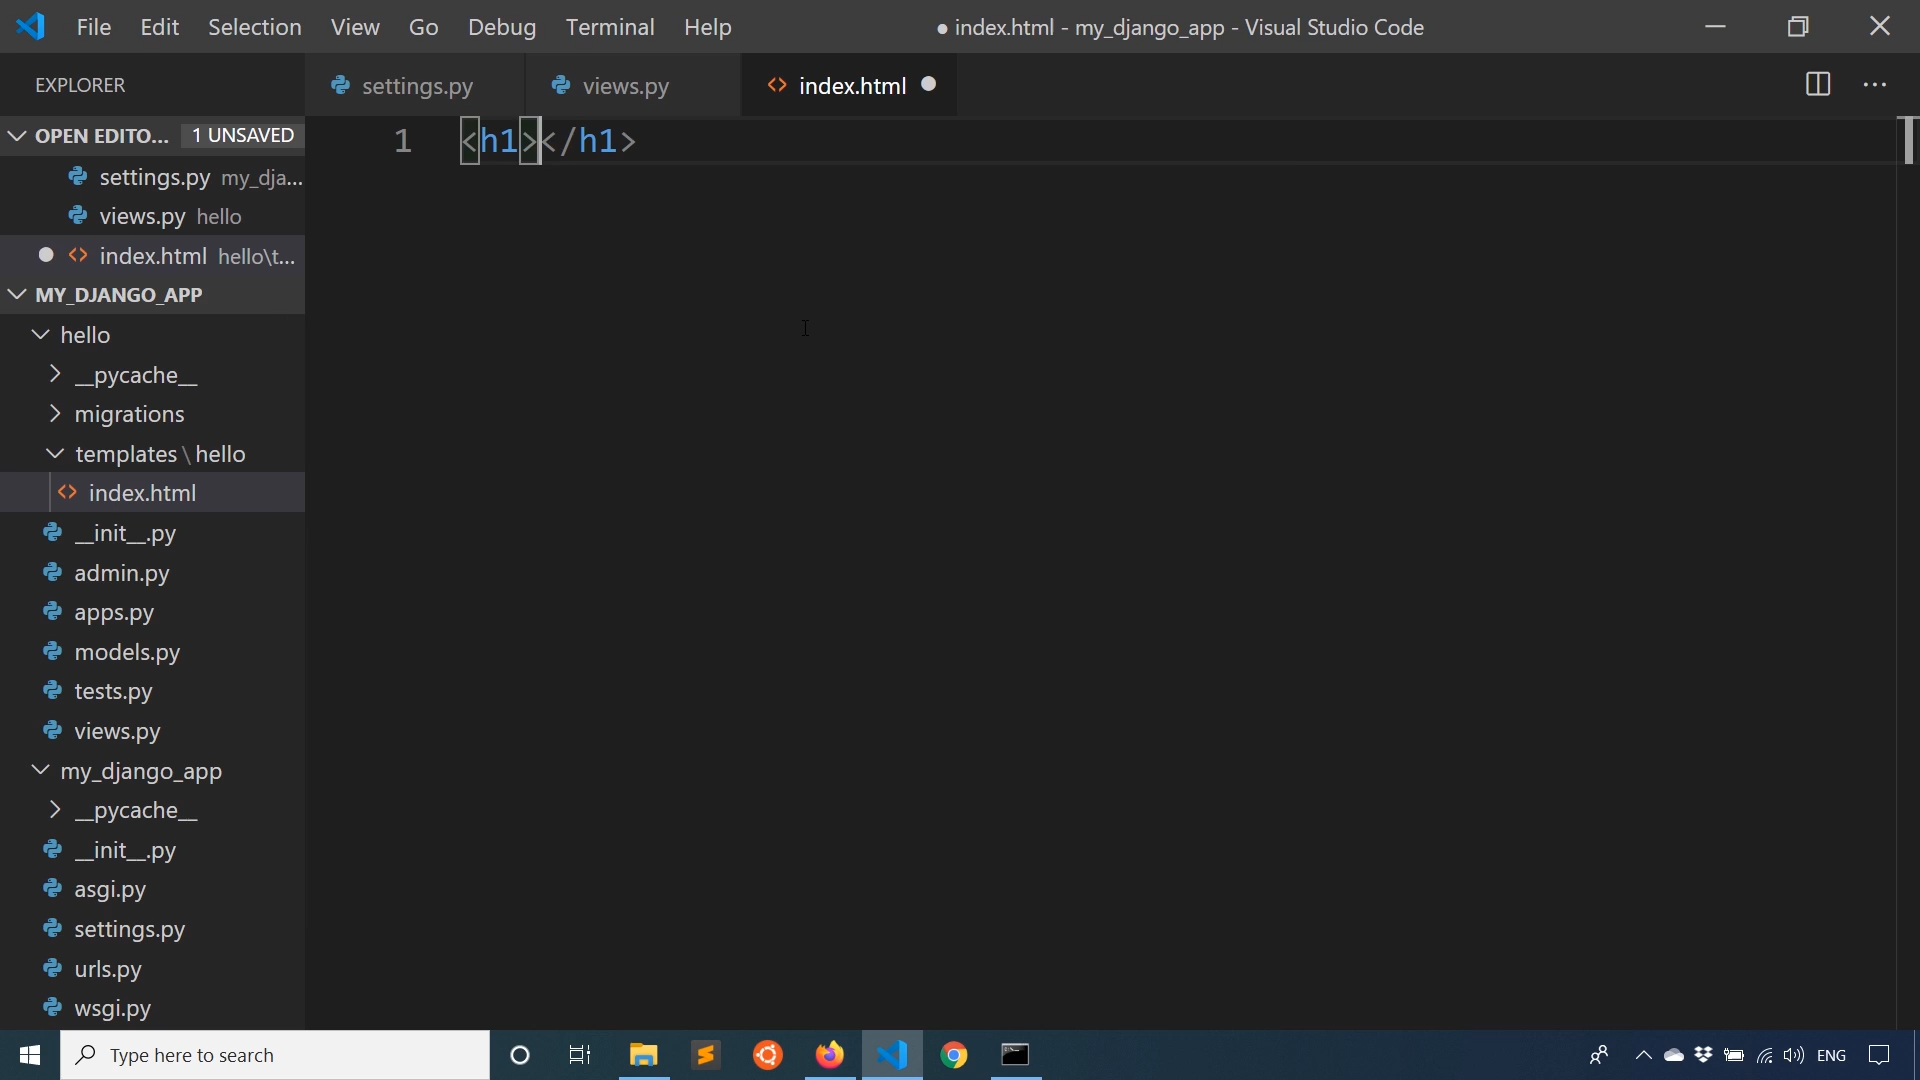 File Edit Selection View Go Debug Terminal Help
● index.html - my_django_app - Visual Studio Code
EXPLORER
settings.py
views.py
<> index.html ●
OPEN EDITO... 1 UNSAVED
settings.py my_dja...
views.py hello
● <> index.html hello\t...
MY_DJANGO_APP
hello
__pycache__
migrations
templates \ hello
<> index.html
__init__.py
admin.py
apps.py
models.py
tests.py
views.py
my_django_app
__pycache__
__init__.py
asgi.py
settings.py
urls.py
wsgi.py
1 <h1></h1>
Type here to search
ENG